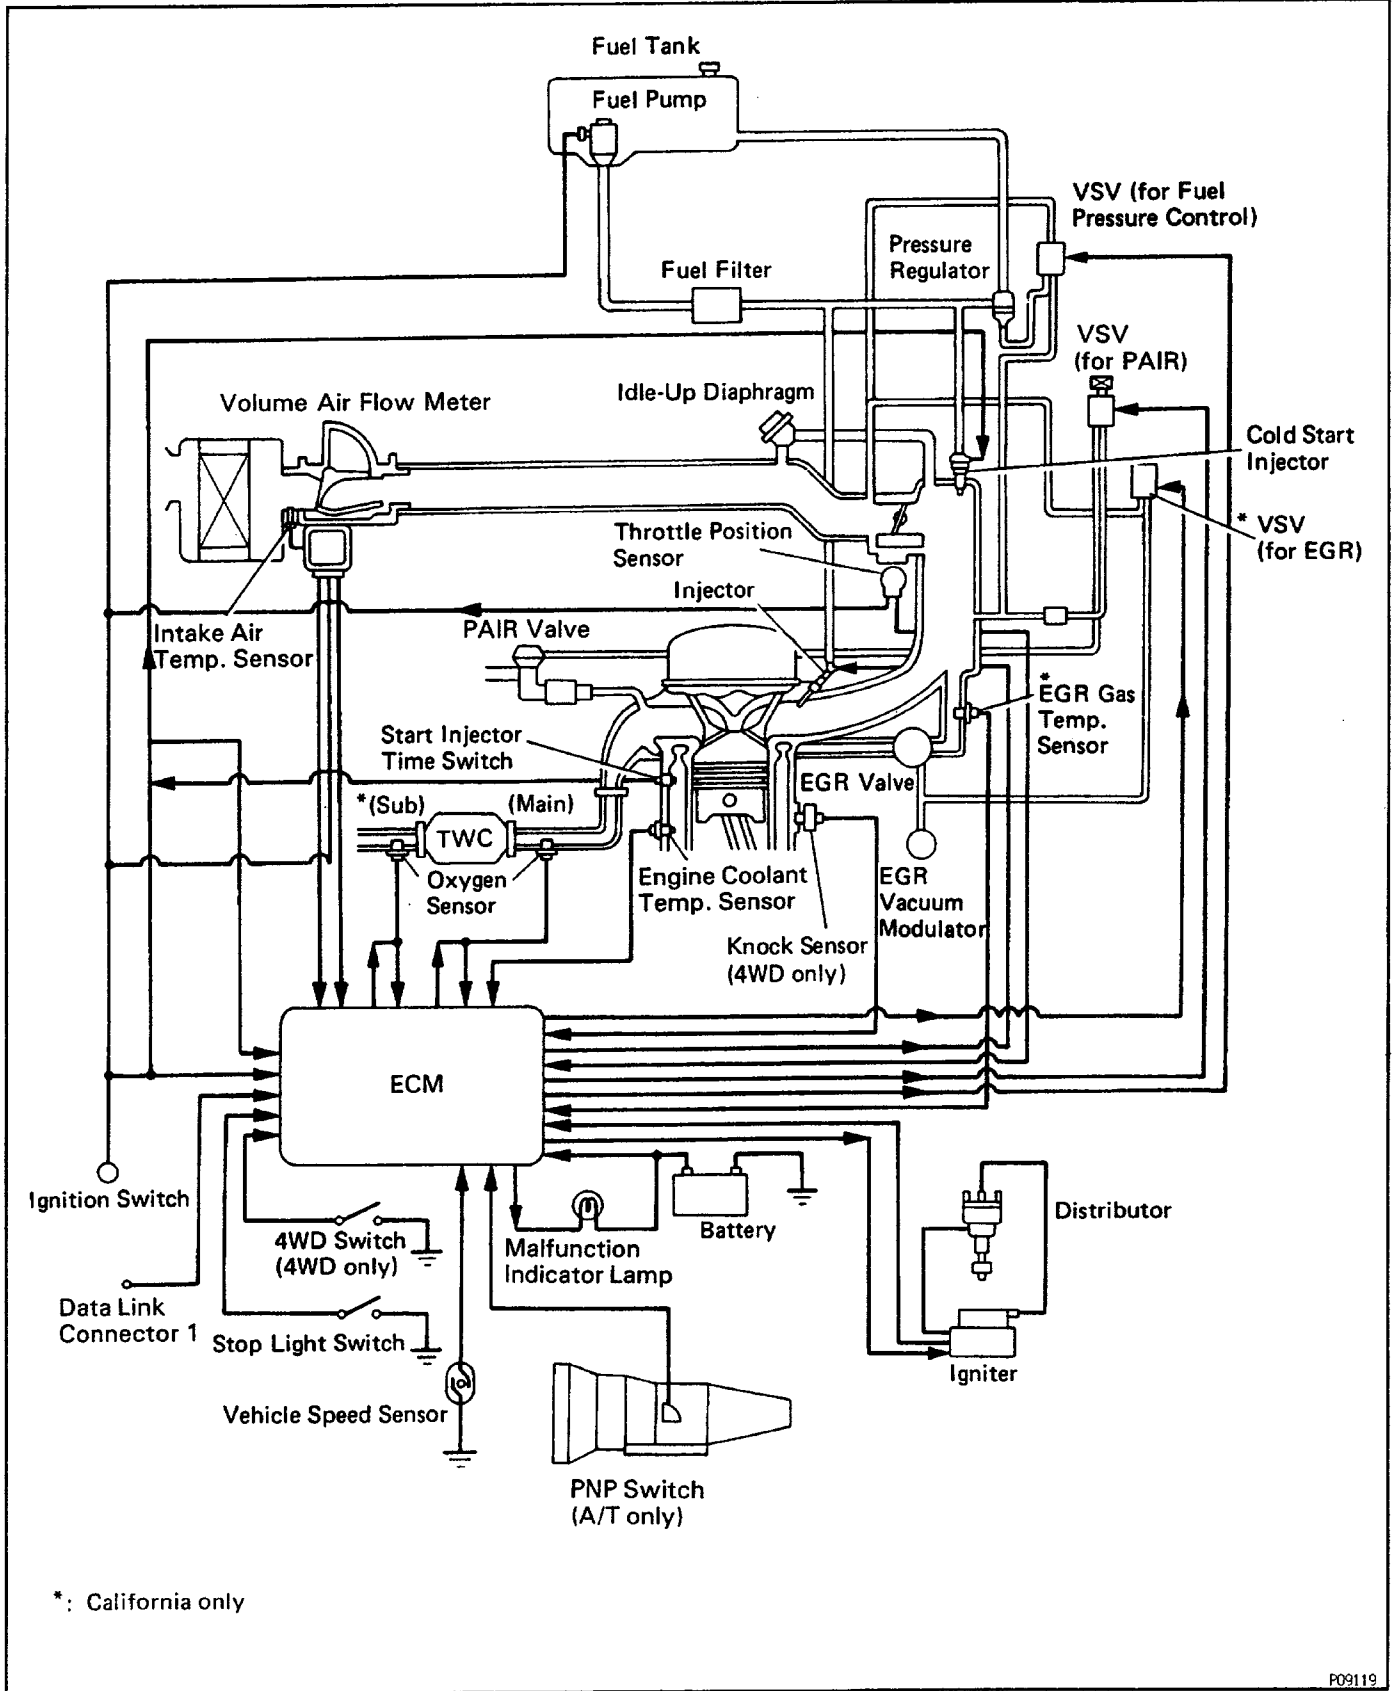 Fuel Tank
Fuel Pump
VSV (for Fuel
Pressure Control)
Pressure
Regulator
Fuel Filter
VSV
(for PAIR)
Idle-Up Diaphragm
Volume Air Flow Meter
Cold Start
Injector
* VSV
(for EGR)
Throttle Position
Sensor
Injector
Intake Air
Temp. Sensor
PAIR Valve
*
EGR Gas
Temp.
Sensor
Start Injector
Time Switch
EGR Valve
*(Sub)
(Main)
TWC
Oxygen
Sensor
Engine Coolant
Temp. Sensor
EGR
Vacuum
Modulator
Knock Sensor
(4WD only)
ECM
Ignition Switch
4WD Switch
(4WD only)
Malfunction
Indicator Lamp
Battery
Distributor
Data Link
Connector 1
Stop Light Switch
Igniter
Vehicle Speed Sensor
PNP Switch
(A/T only)
*: California only
P09119